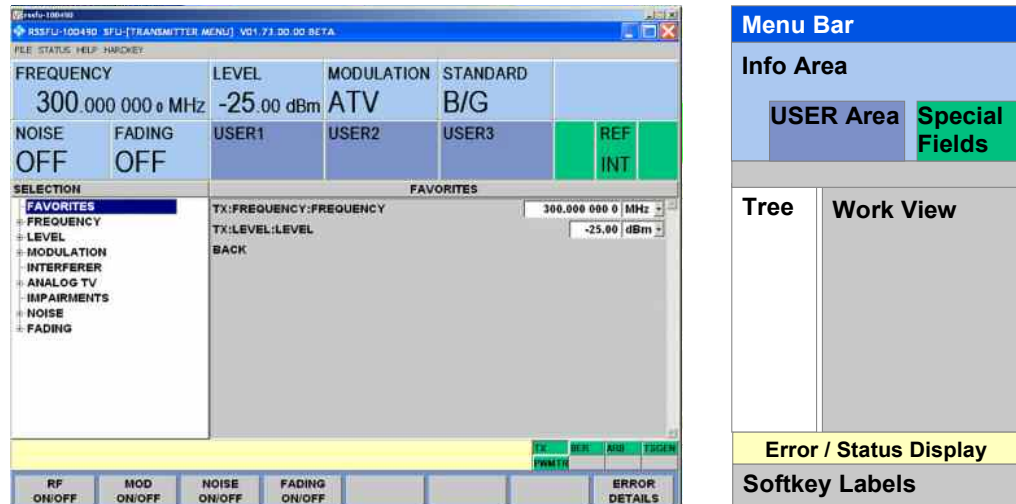 rssfu-100490
RSSFU-100490 SFU-[TRANSMITTER MENU] V01.73.00.00 BETA
FILE STATUS HELP HARDKEY
FREQUENCY LEVEL MODULATION STANDARD
300.000 000 0 MHz -25.00 dBm ATV B/G
NOISE FADING USER1 USER2 USER3 REF
OFF OFF INT
SELECTION FAVORITES
FAVORITES
FREQUENCY
LEVEL
MODULATION
INTERFERER
ANALOG TV
IMPAIRMENTS
NOISE
FADING
TX:FREQUENCY:FREQUENCY 300.000 000 0 MHz
TX:LEVEL:LEVEL -25.00 dBm
BACK
TX BER ARB TSGEN
PWMTR
RF ON/OFF
MOD ON/OFF
NOISE ON/OFF
FADING ON/OFF
ERROR DETAILS
Menu Bar
Info Area
USER Area
Special
Fields
Tree
Work View
Error / Status Display
Softkey Labels